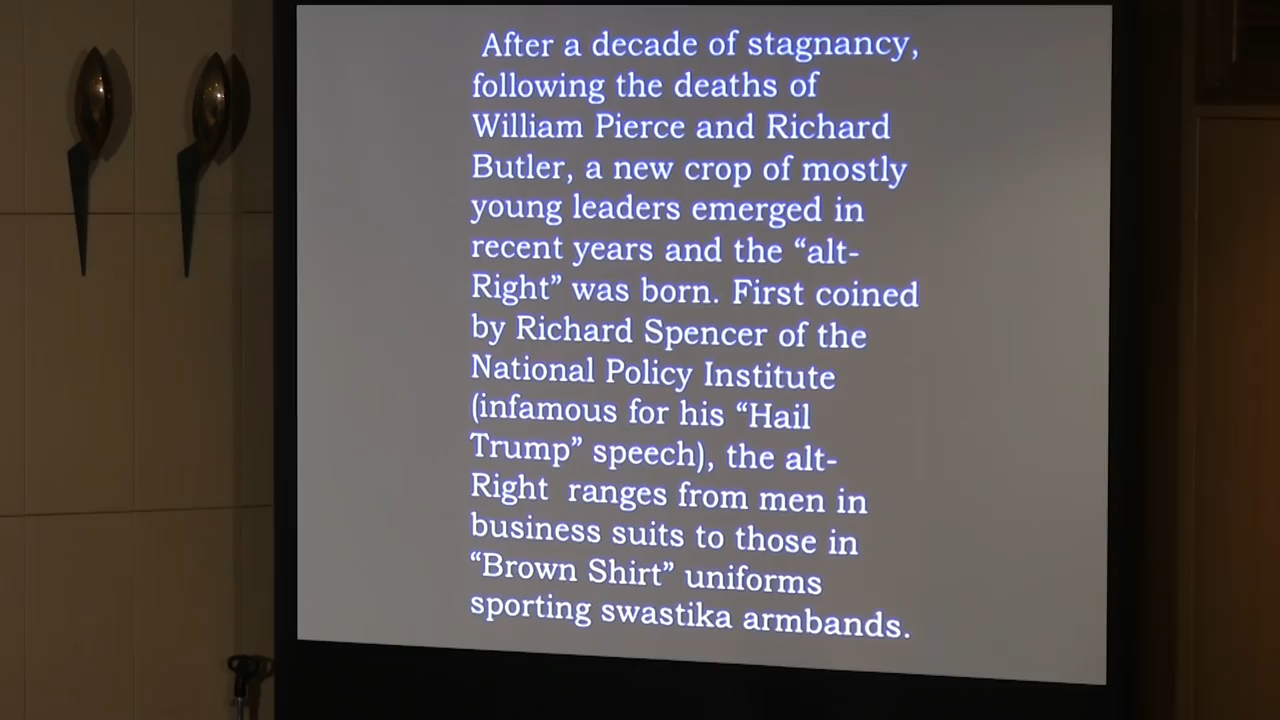 After a decade of stagnancy,
following the deaths of
William Pierce and Richard
Butler, a new crop of mostly
young leaders emerged in
recent years and the “alt-
Right” was born. First coined
by Richard Spencer of the
National Policy Institute
(infamous for his “Hail
Trump” speech), the alt-
Right ranges from men in
business suits to those in
“Brown Shirt” uniforms
sporting swastika armbands.